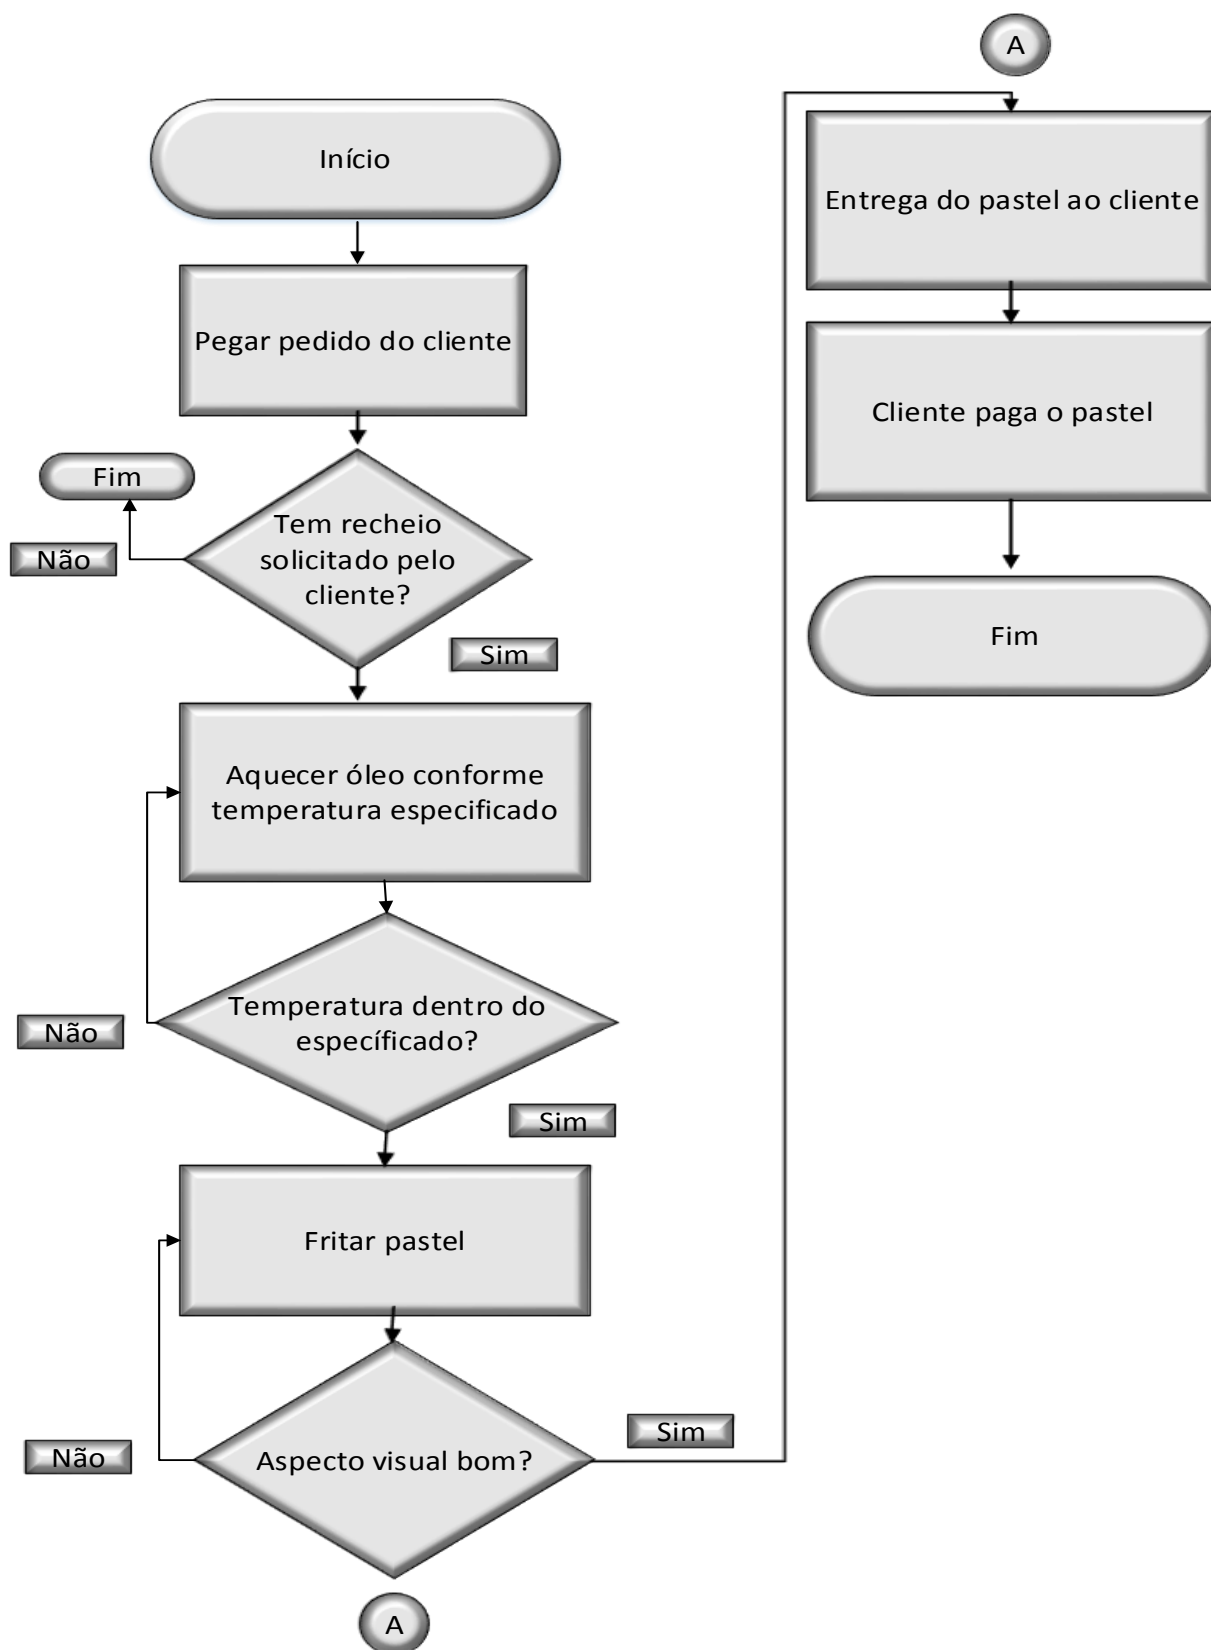 Início
Pegar pedido do cliente
Fim
Não
Tem recheio
solicitado pelo
cliente?
Sim
Aquecer óleo conforme
temperatura especificado
Não
Temperatura dentro do
específicado?
Sim
Fritar pastel
Não
Aspecto visual bom?
Sim
A
A
Entrega do pastel ao cliente
Cliente paga o pastel
Fim